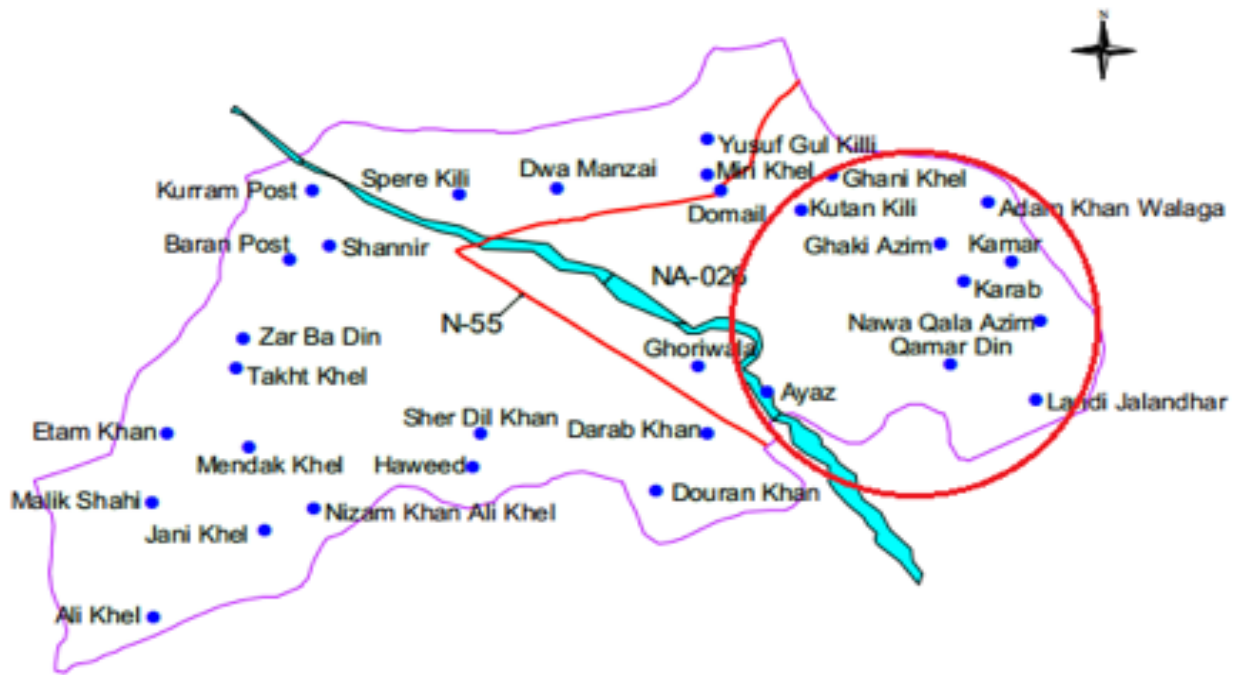 N
Yusuf Gul Killi
Miri Khel
Ghani Khel
Dwa Manzai
Spere Kili
Kurram Post
Domail
Kutan Kili
Adam Khan Walaga
Baran Post
Shannir
Ghaki Azim
Kamar
NA-026
Karab
N-55
Nawa Qala Azim
Zar Ba Din
Ghoriwala
Qamar Din
Takht Khel
Ayaz
Landi Jalandhar
Sher Dil Khan
Darab Khan
Etam Khan
Mendak Khel
Haweed
Douran Khan
Malik Shahi
Nizam Khan Ali Khel
Jani Khel
Ali Khel